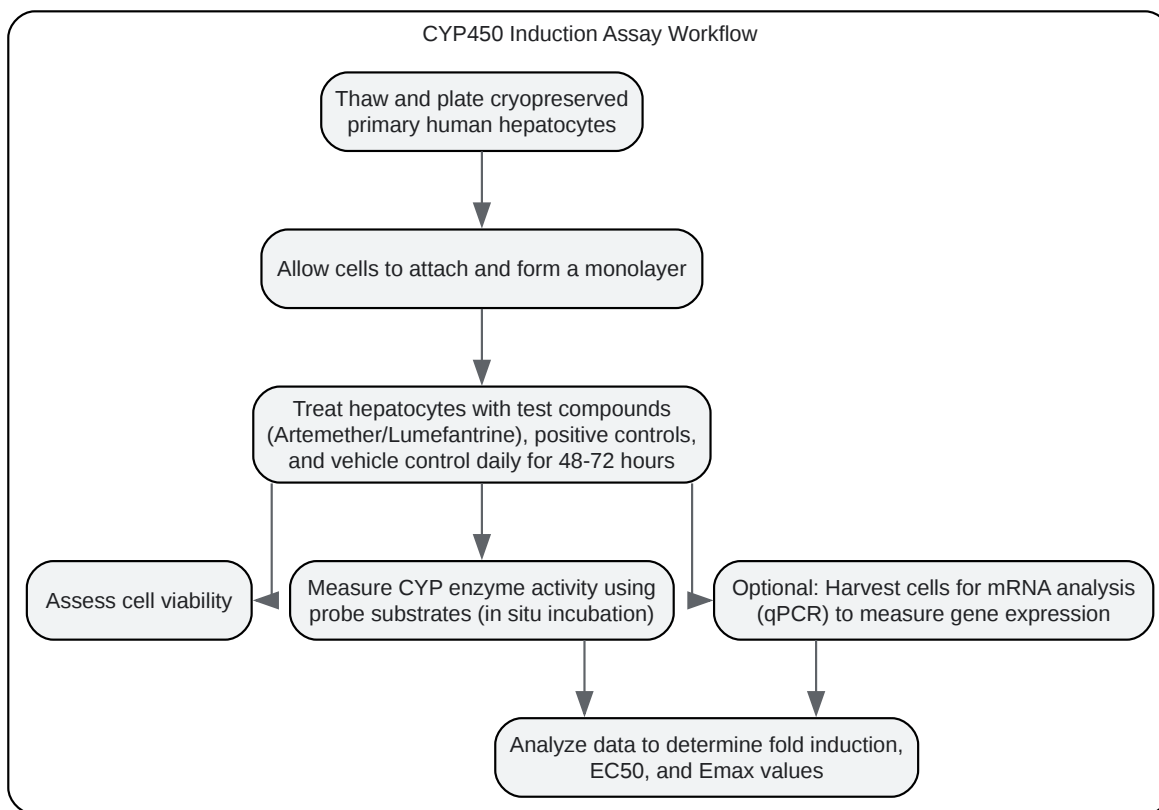 CYP450 Induction Assay Workflow
Thaw and plate cryopreserved
primary human hepatocytes
Allow cells to attach and form a monolayer
Treat hepatocytes with test compounds
(Artemether/Lumefantrine), positive controls,
and vehicle control daily for 48-72 hours
Assess cell viability
Measure CYP enzyme activity using
probe substrates (in situ incubation)
Optional: Harvest cells for mRNA analysis
(qPCR) to measure gene expression
Analyze data to determine fold induction,
EC50, and Emax values